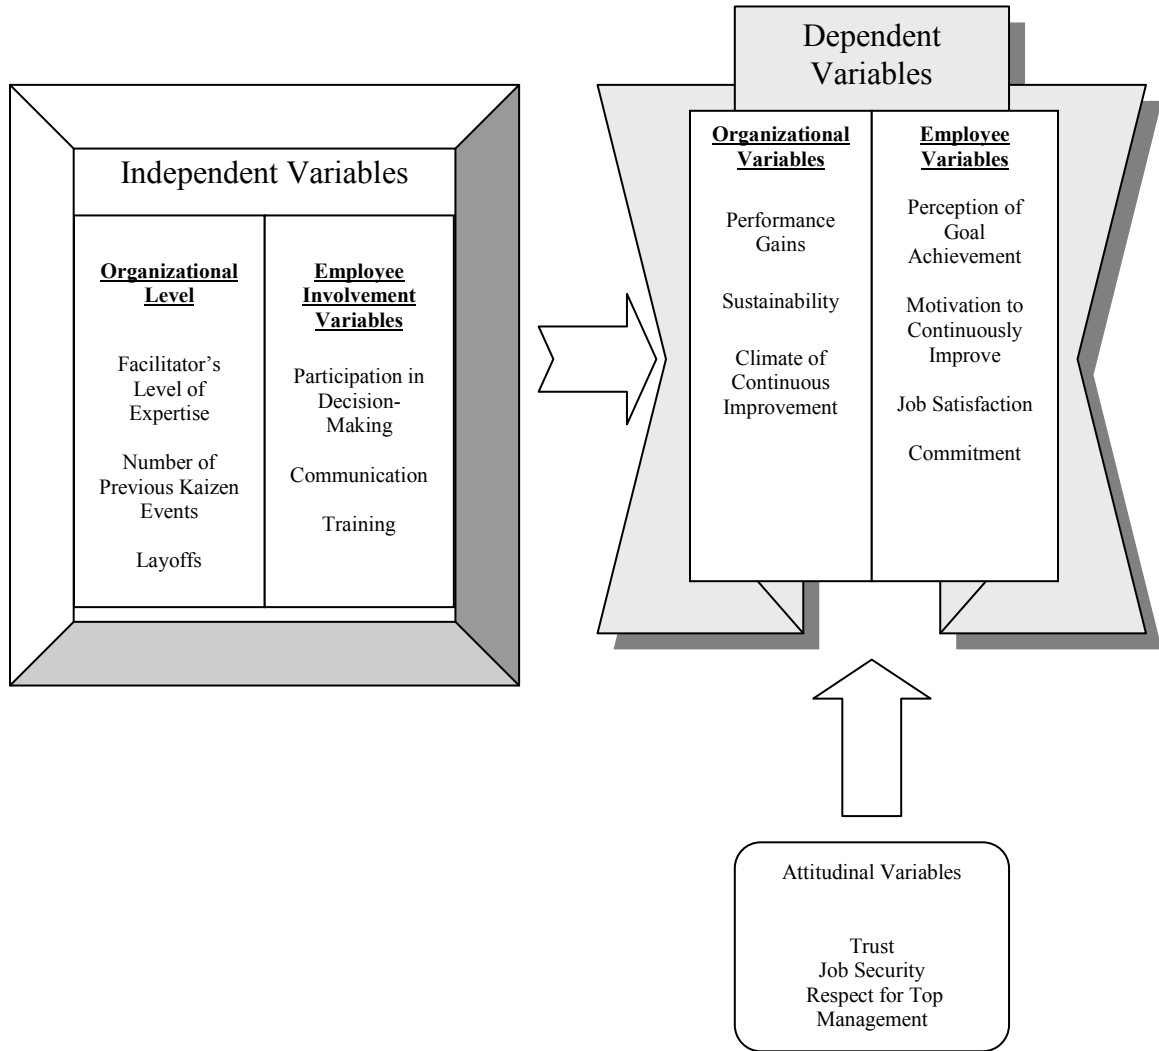 Independent Variables
Organizational
Level
Facilitator’s
Level of
Expertise
Number of
Previous Kaizen
Events
Layoffs
Employee
Involvement
Variables
Participation in
Decision-
Making
Communication
Training
Dependent
Variables
Organizational
Variables
Performance
Gains
Sustainability
Climate of
Continuous
Improvement
Employee
Variables
Perception of
Goal
Achievement
Motivation to
Continuously
Improve
Job Satisfaction
Commitment
Attitudinal Variables
Trust
Job Security
Respect for Top
Management